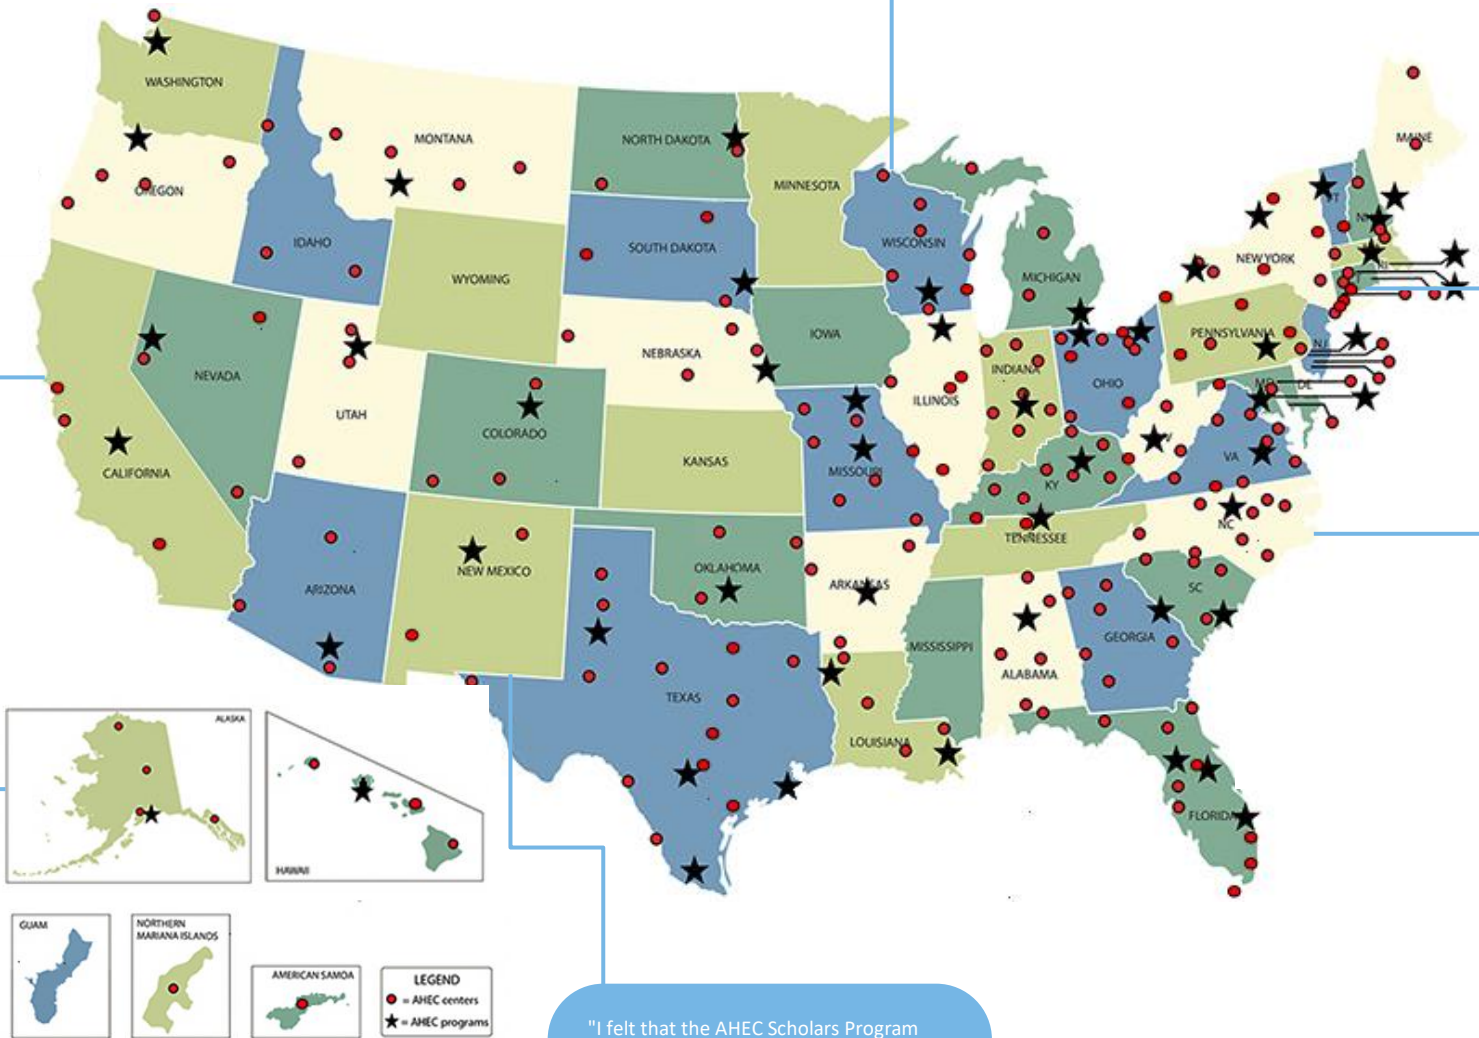 WASHINGTON
MONTANA
NORTH DAKOTA
MAINE
MINNESOTA
OREGON
VT
NH
IDAHO
SOUTH DAKOTA
WISCONSIN
NEW YORK
WYOMING
MICHIGAN
RI
IOWA
PENNSYLVANIA
NEBRASKA
NJ
NEVADA
INDIANA
OHIO
MD
DE
UTAH
COLORADO
ILLINOIS
KANSAS
MISSOURI
VA
CALIFORNIA
KY
NC
TENNESSEE
NEW MEXICO
OKLAHOMA
ARKANSAS
ARIZONA
SC
MISSISSIPPI
GEORGIA
ALABAMA
TEXAS
LOUISIANA
FLORIDA
ALASKA
HAWAII
GUAM
NORTHERN
MARIANA ISLANDS
AMERICAN SAMOA
LEGEND
= AHEC centers
= AHEC programs
"I felt that the AHEC Scholars Program